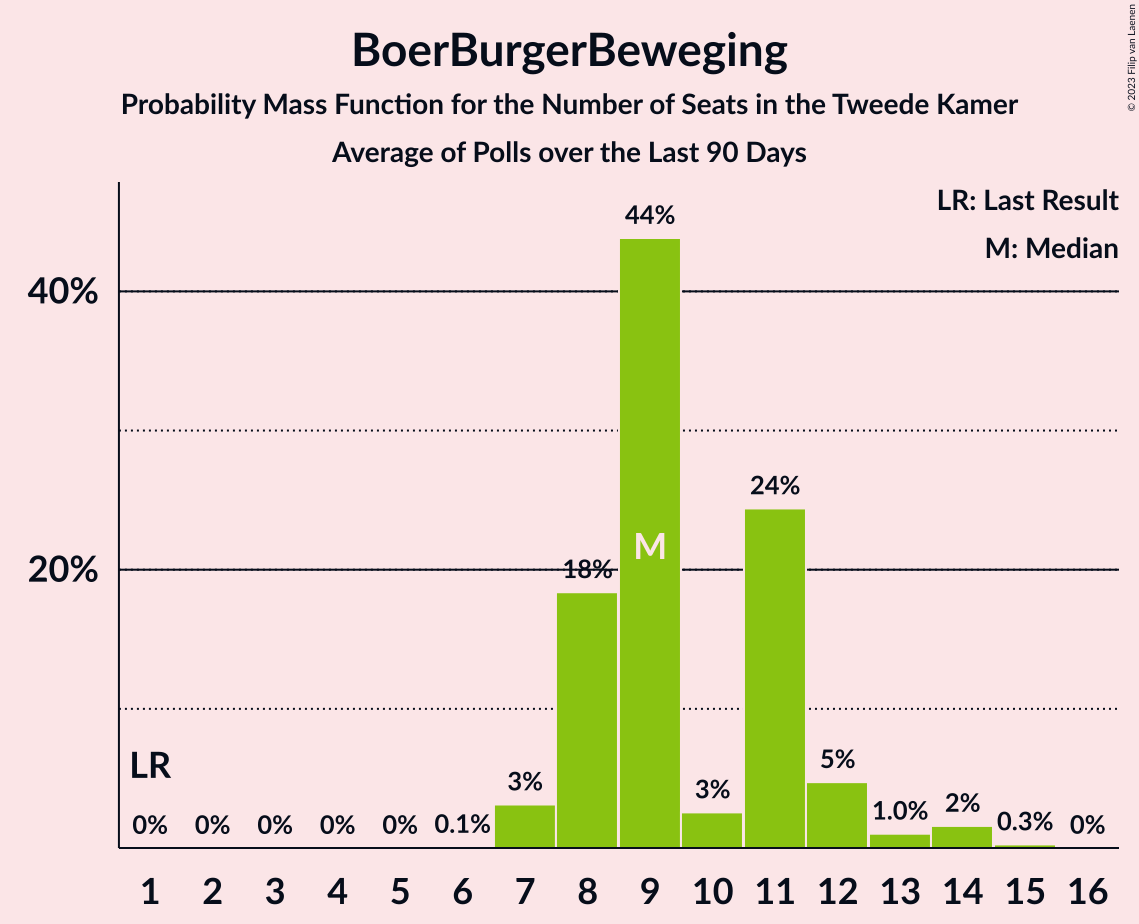 BoerBurgerBeweging
Probability Mass Function for the Number of Seats in the Tweede Kamer
Average of Polls over the Last 90 Days
© 2023 Filip van Laenen
LR: Last Result
M: Median
44%
40%
24%
M
20%
18%
LR
5%
3%
3%
2%
1.0%
0.3%
0% 0% 0% 0% 0% 0.1% 0%
1 2 3 4 5 6 7 8 9 10 11 12 13 14 15 16